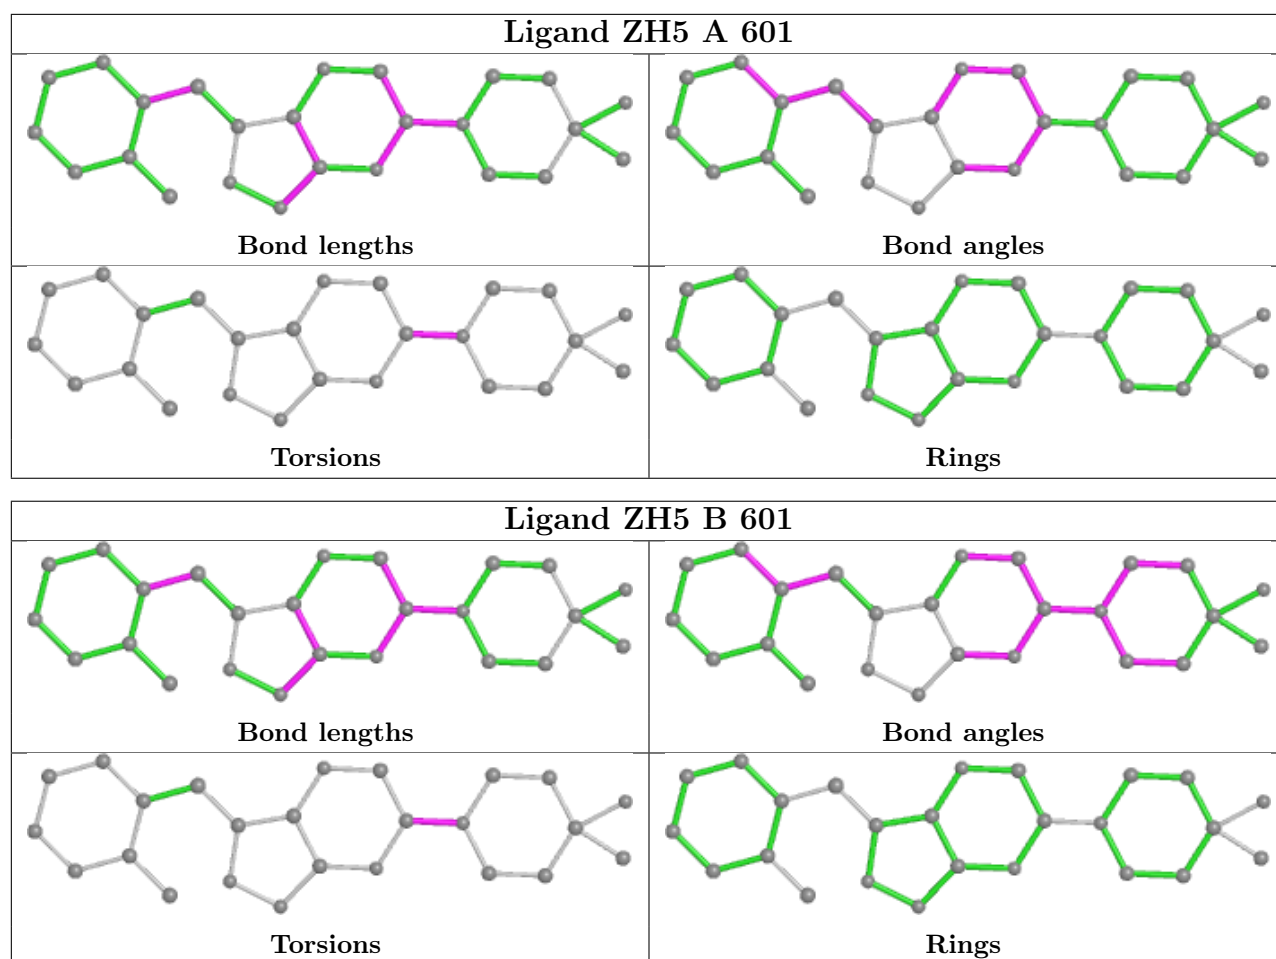 Ligand ZH5 A 601
Bond lengths
Bond angles
Torsions
Rings
Ligand ZH5 B 601
Bond lengths
Bond angles
Torsions
Rings